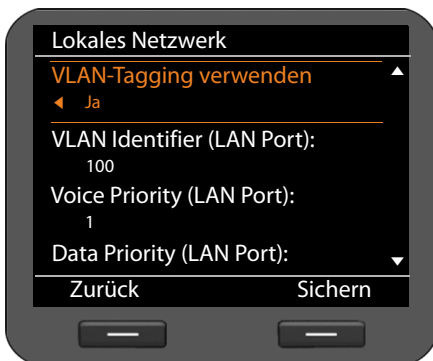 Lokales Netzwerk
VLAN-Tagging verwenden
Ja
VLAN Identifier (LAN Port):
100
Voice Priority (LAN Port):
1
Data Priority (LAN Port):
Zurück Sichern